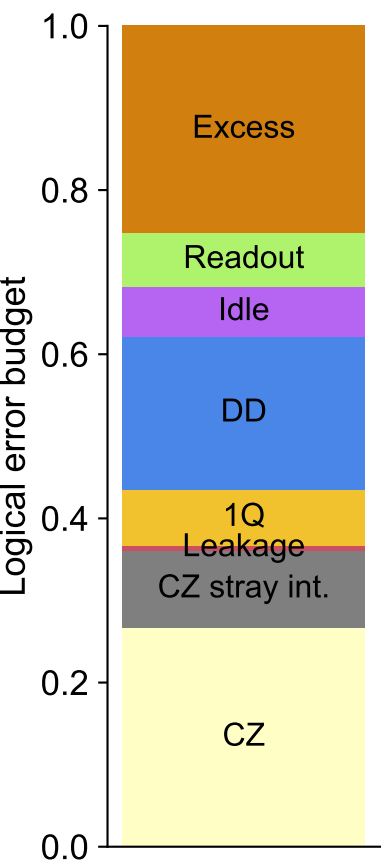 Logical error budget
1.0
0.8
0.6
0.4
0.2
0.0
Excess
Readout
Idle
DD
1Q
Leakage
CZ stray int.
CZ